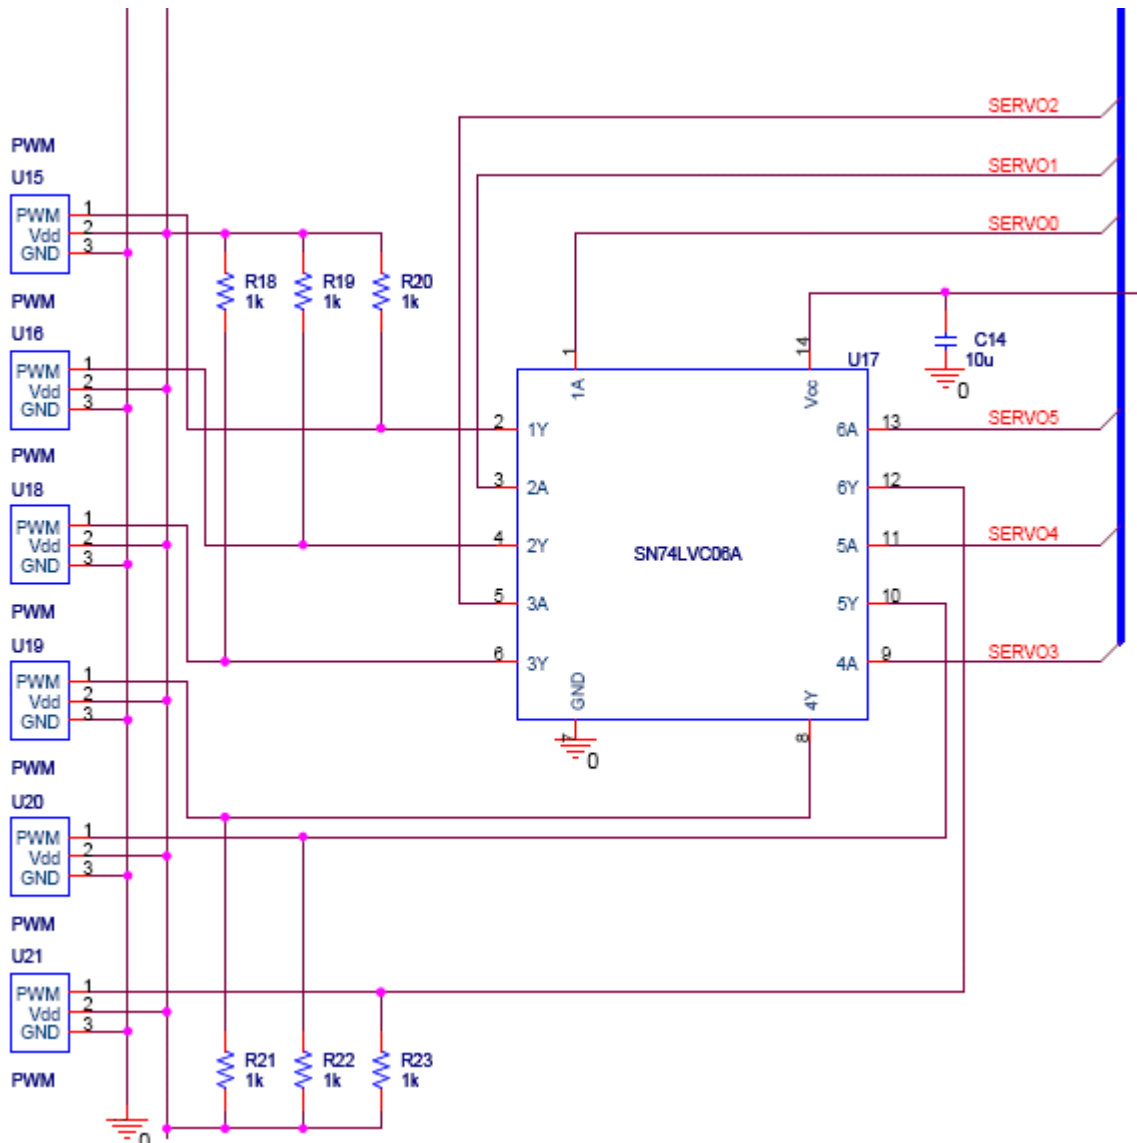 SERVO2
PWM
U15
SERVO1
PWM 1
Vdd 2
GND 3
SERVO0
R18
1k
R19
1k
R20
1k
PWM
U16
PWM 1
Vdd 2
GND 3
C14
10u
0
U17
1
1A
14
Vcc
2 1Y
3 2A
4 2Y
5 3A
6 3Y
7
GND
0
SN74LVC06A
6A 13
SERVO5
6Y 12
5A 11
SERVO4
5Y 10
4A 9
SERVO3
4Y
8
PWM
U18
PWM 1
Vdd 2
GND 3
PWM
U19
PWM 1
Vdd 2
GND 3
PWM
U20
PWM 1
Vdd 2
GND 3
PWM
U21
PWM 1
Vdd 2
GND 3
PWM
R21
1k
R22
1k
R23
1k
0